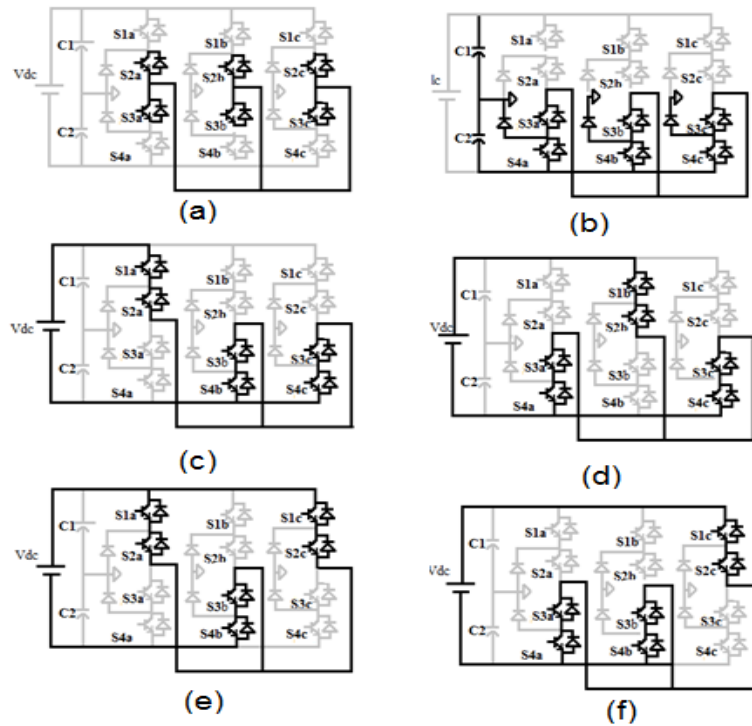 C1 S1a S1b S1c
Vdc S2a S2b S2c
C2 S3a S3b S3c
S4a S4b S4c
(a)
C1 S1a S1b S1c
S2a S2b S2c
C2 S3a S3b S3c
S4a S4b S4c
(b)
C1 S1a S1b S1c
Vdc S2a S2b S2c
C2 S3a S3b S3c
S4a S4b S4c
(c)
C1 S1a S1b S1c
Vdc S2a S2b S2c
C2 S3a S3b S3c
S4a S4b S4c
(d)
C1 S1a S1b S1c
Vdc S2a S2b S2c
C2 S3a S3b S3c
S4a S4b S4c
(e)
C1 S1a S1b S1c
Vdc S2a S2b S2c
C2 S3a S3b S3c
S4a S4b S4c
(f)